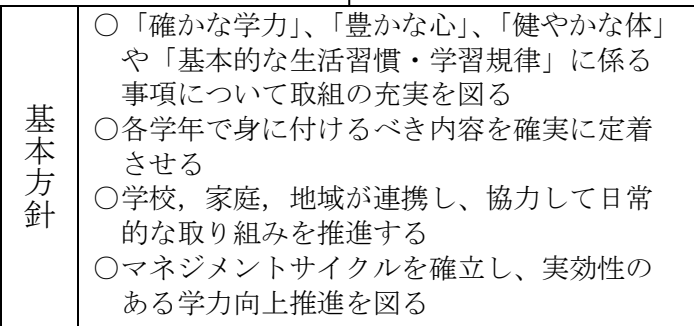 基本方針
○「確かな学力」、「豊かな心」、「健やかな体」
や「基本的な生活習慣・学習規律」に係る
事項について取組の充実を図る
○各学年で身に付けるべき内容を確実に定着
させる
○学校，家庭，地域が連携し、協力して日常
的な取り組みを推進する
○マネジメントサイクルを確立し、実効性の
ある学力向上推進を図る